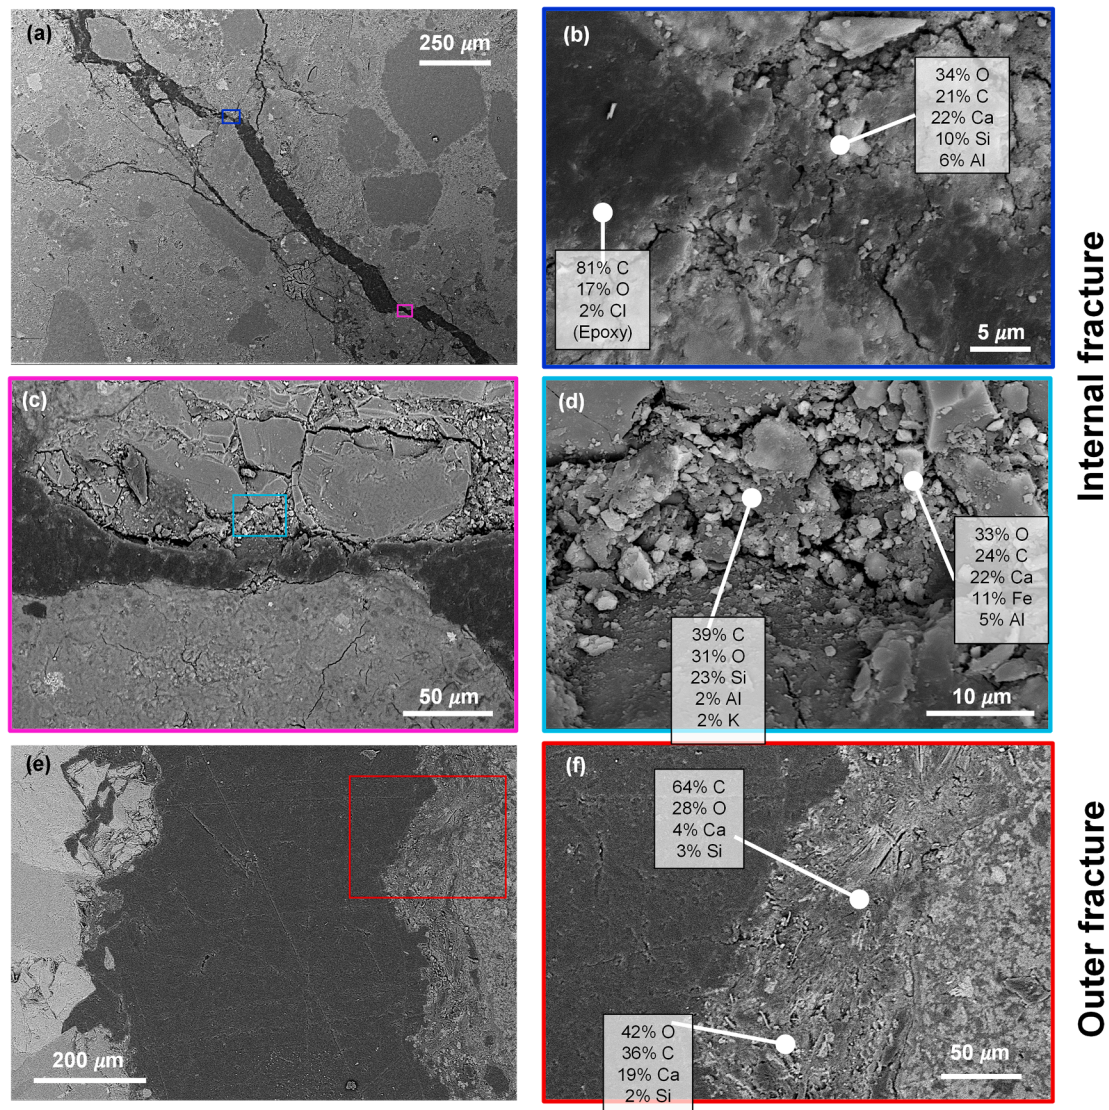 (a)
250 μm
(b)
34% O
21% C
22% Ca
10% Si
6% Al
81% C
17% O
2% Cl
(Epoxy)
5 μm
Internal fracture
(c)
50 μm
(d)
33% O
24% C
22% Ca
11% Fe
5% Al
39% C
31% O
23% Si
2% Al
2% K
10 μm
(e)
200 μm
(f)
64% C
28% O
4% Ca
3% Si
42% O
36% C
19% Ca
2% Si
50 μm
Outer fracture